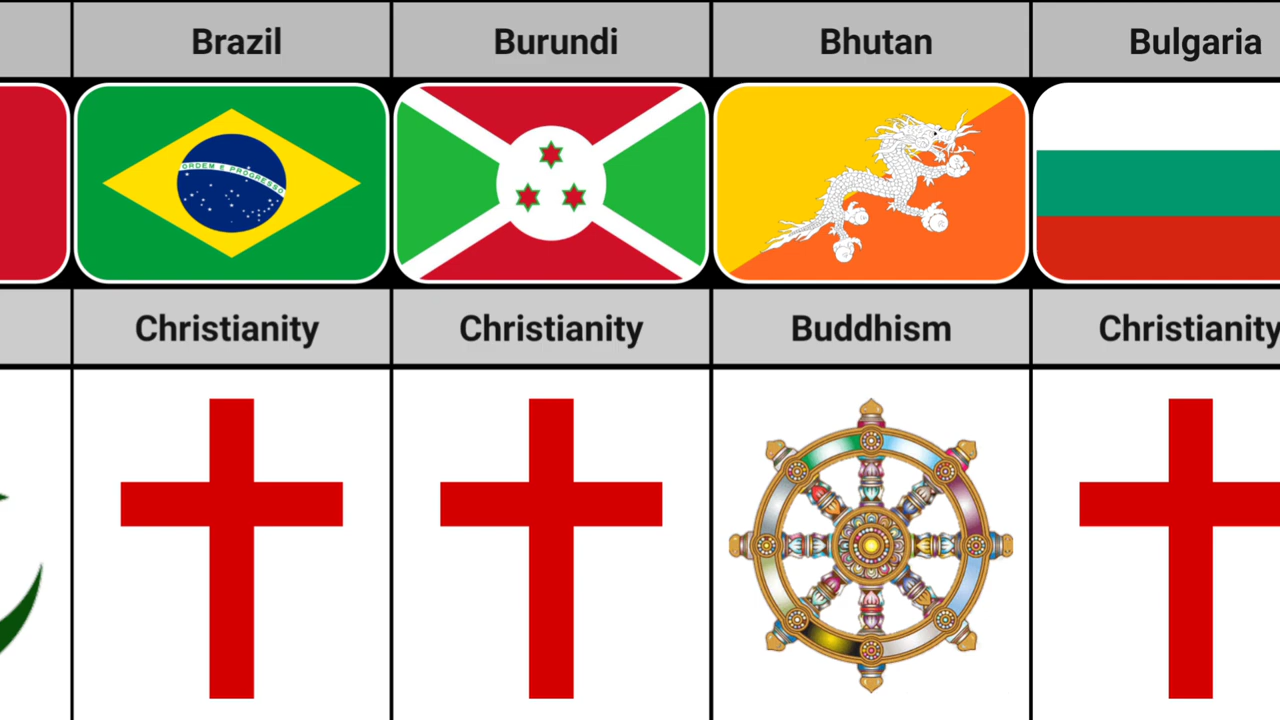 Brazil
Burundi
Bhutan
Bulgaria
ORDEM E PROGRESSO
Christianity
Christianity
Buddhism
Christianity